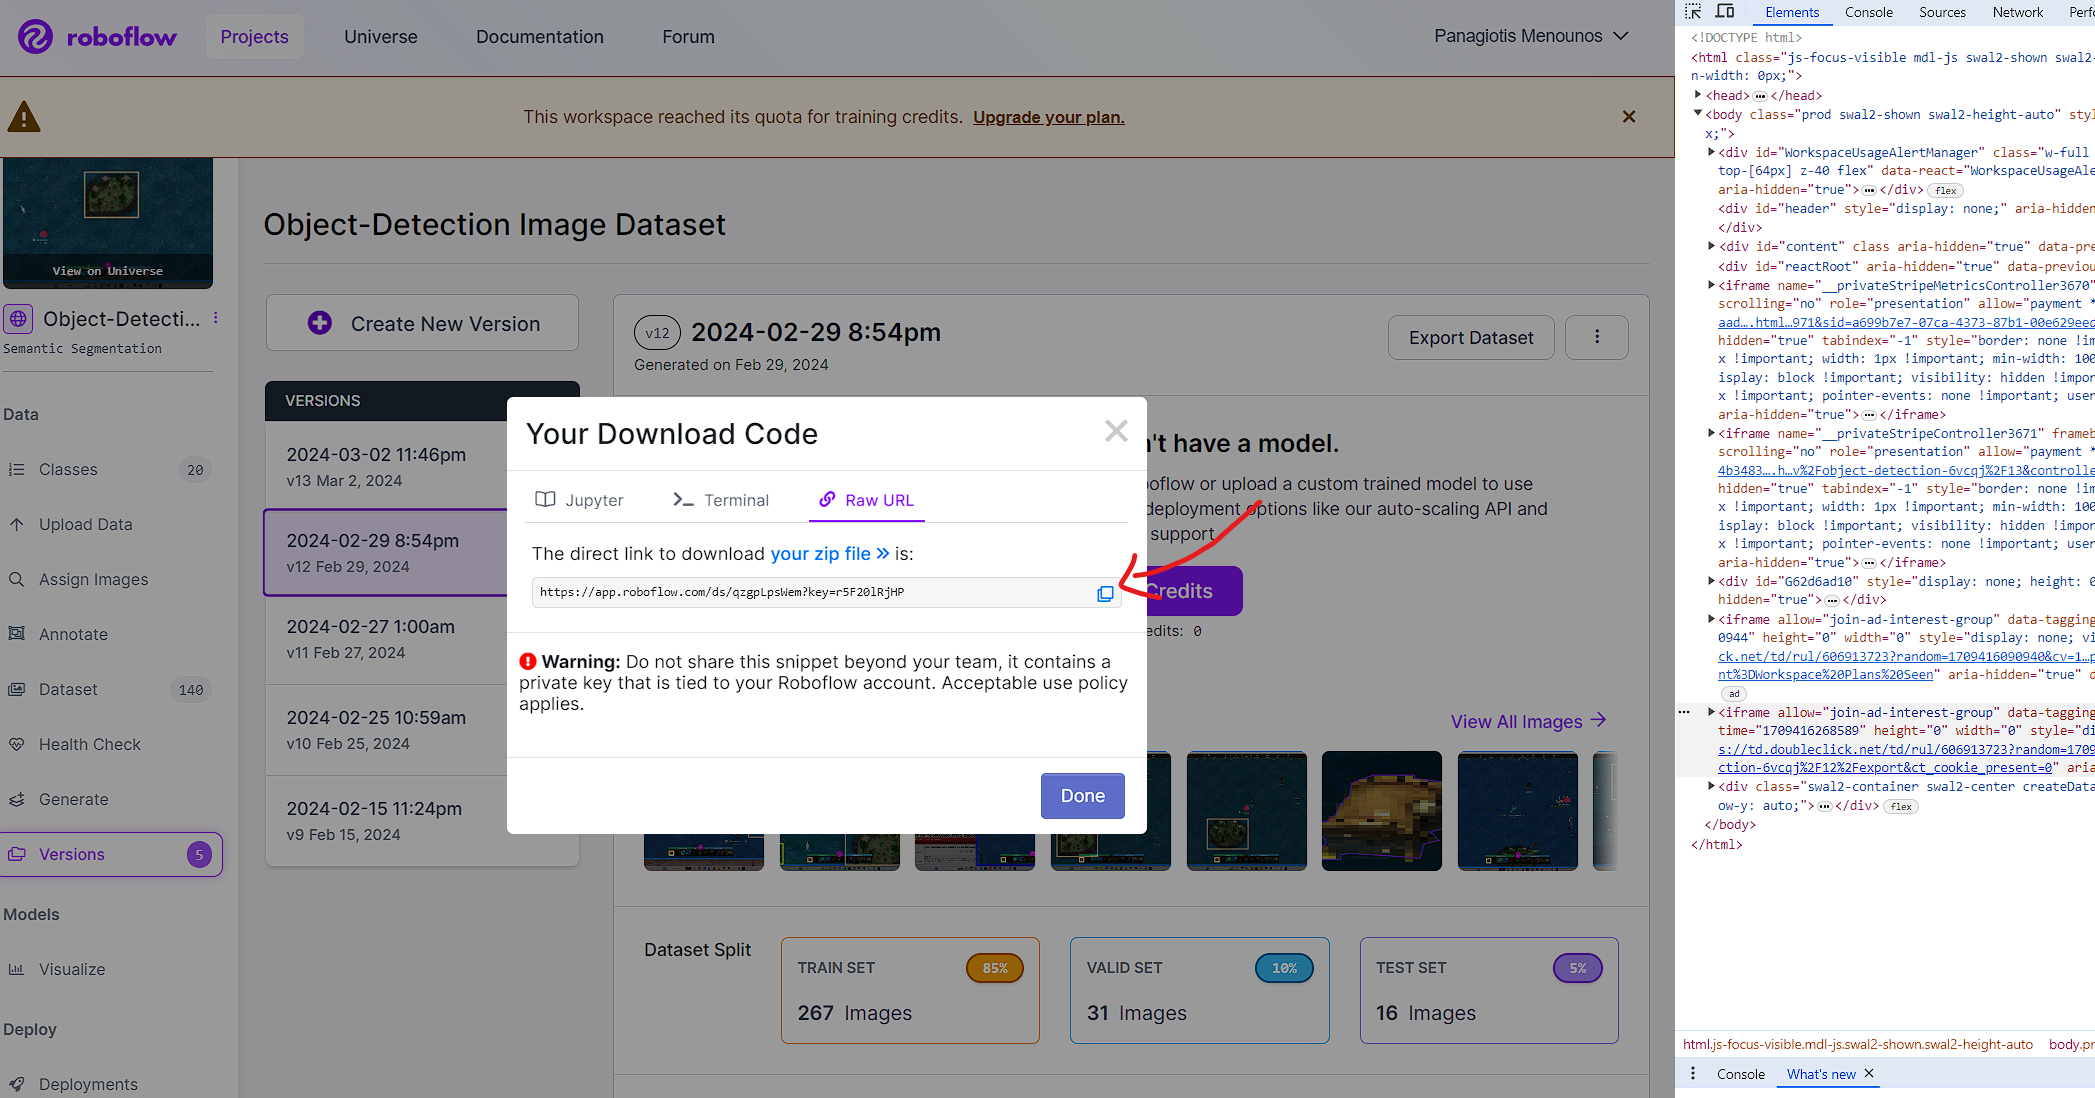 roboflow
Projects
Universe
Documentation
Forum
Panagiotis Menounos
This workspace reached its quota for training credits. Upgrade your plan.
View on Universe
Object-Detecti...
Semantic Segmentation
Data
Classes 20
Upload Data
Assign Images
Annotate
Dataset 140
Health Check
Generate
Versions 5
Models
Visualize
Deploy
Deployments
Object-Detection Image Dataset
Create New Version
VERSIONS
2024-03-02 11:46pm
v13 Mar 2, 2024
2024-02-29 8:54pm
v12 Feb 29, 2024
2024-02-27 1:00am
v11 Feb 27, 2024
2024-02-25 10:59am
v10 Feb 25, 2024
2024-02-15 11:24pm
v9 Feb 15, 2024
v12 2024-02-29 8:54pm
Generated on Feb 29, 2024
Export Dataset
n't have a model.
boflow or upload a custom trained model to use
deployment options like our auto-scaling API and
support
Credits
edits: 0
View All Images
Your Download Code
Jupyter
Terminal
Raw URL
The direct link to download your zip file » is:
https://app.roboflow.com/ds/qzgpLpsWem?key=r5F20lRjHP
Warning: Do not share this snippet beyond your team, it contains a
private key that is tied to your Roboflow account. Acceptable use policy
applies.
Done
Dataset Split
TRAIN SET 85%
267 Images
VALID SET 10%
31 Images
TEST SET 5%
16 Images
Elements Console Sources Network Perfo
<!DOCTYPE html>
<html class="js-focus-visible mdl-js swal2-shown swal2-
n-width: 0px;">
<head>…</head>
<body class="prod swal2-shown swal2-height-auto" styl
x;">
<div id="WorkspaceUsageAlertManager" class="w-full
top-[64px] z-40 flex" data-react="WorkspaceUsageAle
aria-hidden="true">…</div> flex
<div id="header" style="display: none;" aria-hidden
</div>
<div id="content" class aria-hidden="true" data-pre
<div id="reactRoot" aria-hidden="true" data-previou
<iframe name="__privateStripeMetricsController3670"
scrolling="no" role="presentation" allow="payment *
aad….html…971&sid=a699b7e7-07ca-4373-87b1-00e629eed
hidden="true" tabindex="-1" style="border: none !im
x !important; width: 1px !important; min-width: 100
isplay: block !important; visibility: hidden !impor
x !important; pointer-events: none !important; user
aria-hidden="true">…</iframe>
<iframe name="__privateStripeController3671" frameb
scrolling="no" role="presentation" allow="payment *
4b3483….h…v%2Fobject-detection-6vcqj%2F13&controlle
hidden="true" tabindex="-1" style="border: none !im
x !important; width: 1px !important; min-width: 100
isplay: block !important; visibility: hidden !impor
x !important; pointer-events: none !important; user
aria-hidden="true">…</iframe>
<div id="G62d6ad10" style="display: none; height: 0
hidden="true">…</div>
<iframe allow="join-ad-interest-group" data-tagging
0944" height="0" width="0" style="display: none; vi
ck.net/td/rul/606913723?random=1709416090940&cv=1…p
nt%3DWorkspace%20Plans%20Seen" aria-hidden="true" d
ad
<iframe allow="join-ad-interest-group" data-tagging
time="1709416268589" height="0" width="0" style="di
s://td.doubleclick.net/td/rul/606913723?random=1709
ction-6vcqj%2F12%2Fexport&ct_cookie_present=0" aria
<div class="swal2-container swal2-center createData
ow-y: auto;">…</div> flex
</body>
</html>
html.js-focus-visible.mdl-js.swal2-shown.swal2-height-auto body.pr
Console What's new